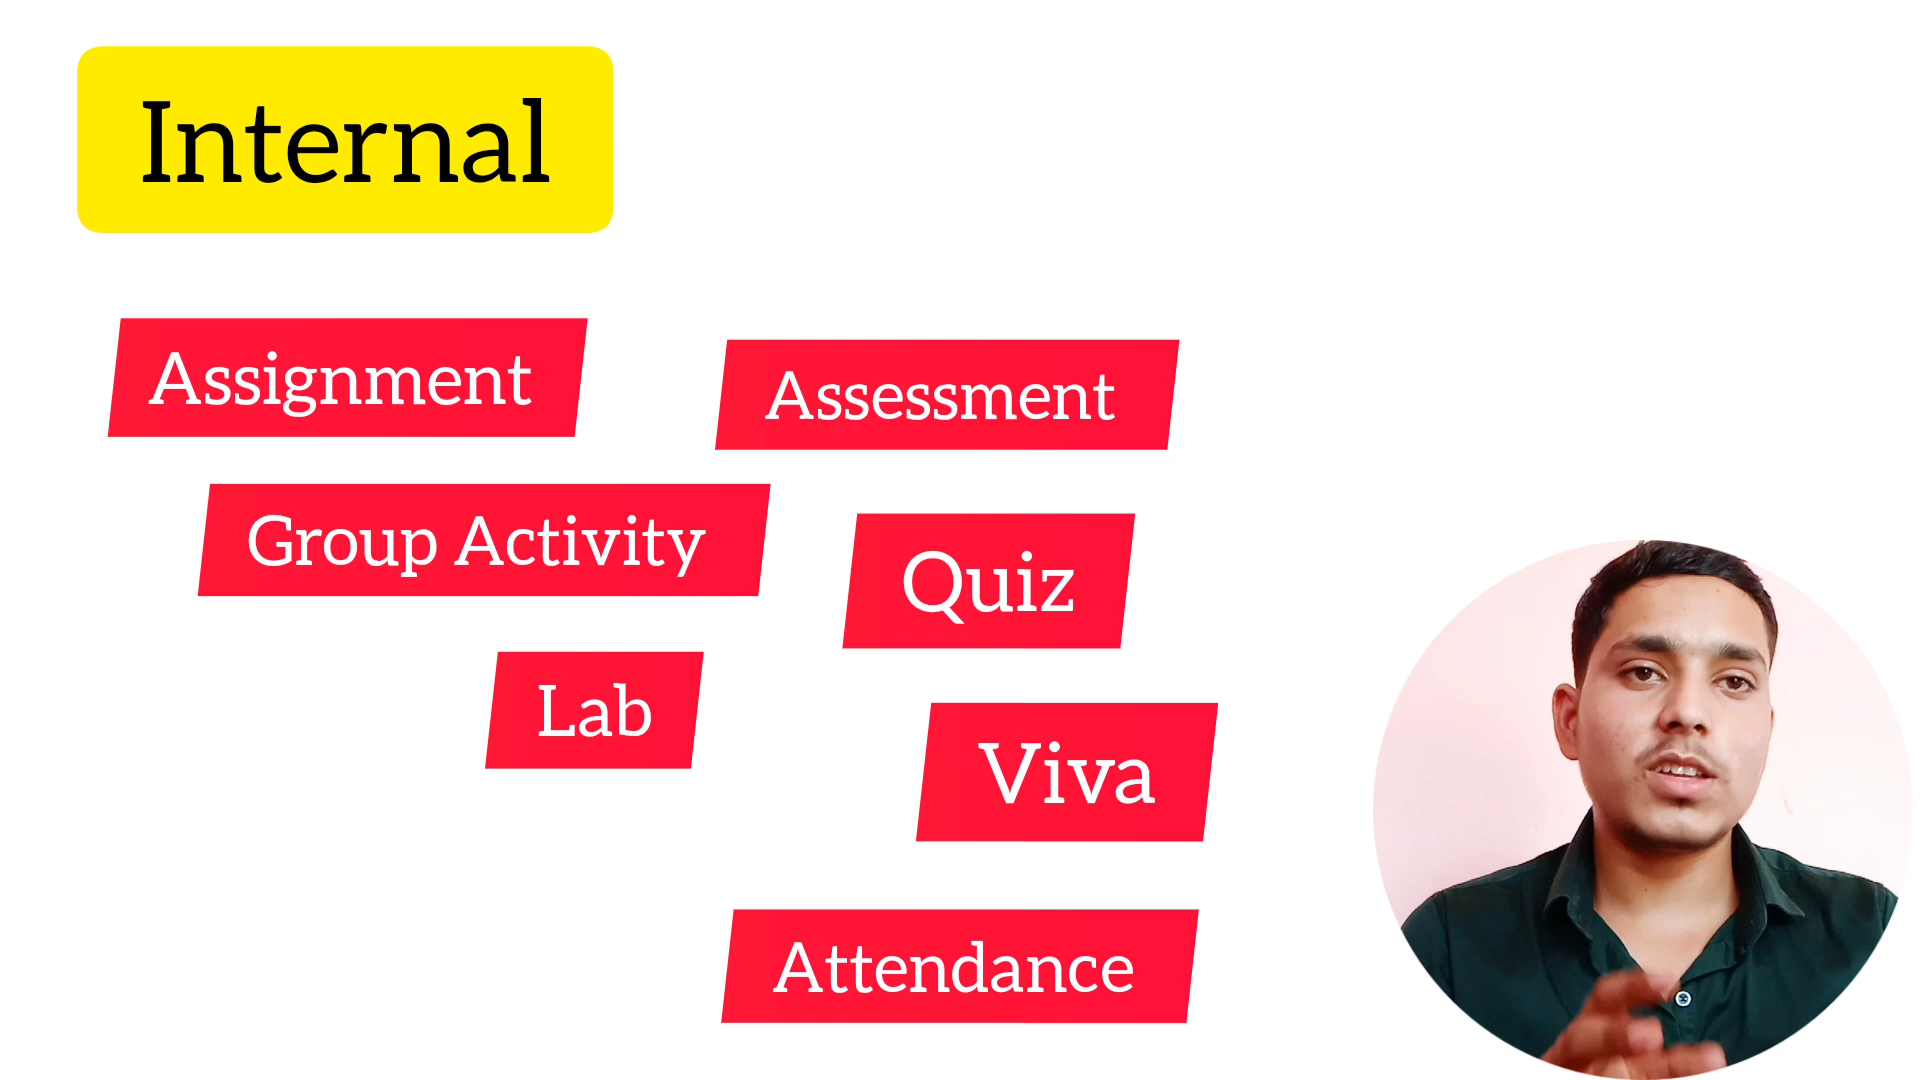 Internal
Assignment
Assessment
Group Activity
Quiz
Lab
Viva
Attendance